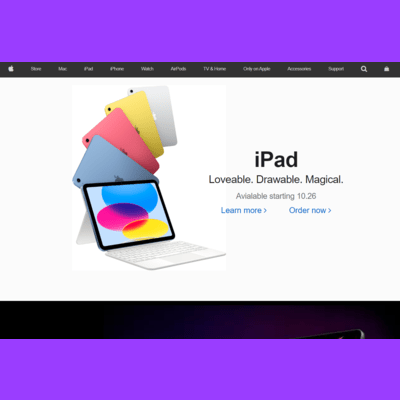 Store Mac iPad iPhone Watch AirPods TV & Home Only on Apple Accessories Support
iPad
Loveable. Drawable. Magical.
Avialable starting 10.26
Learn more > Order now >